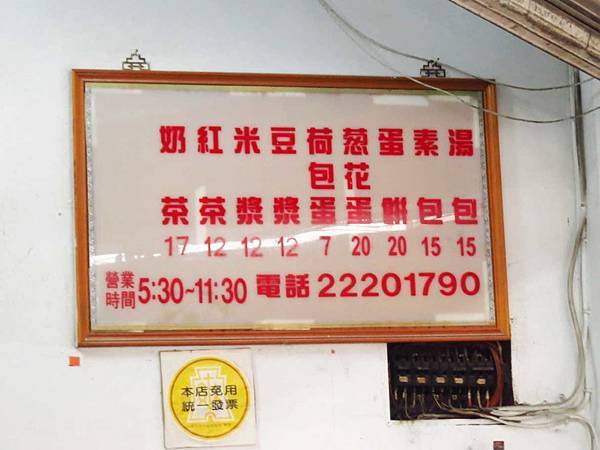 湯包 15
素包 15
蛋餅 20
葱花蛋 20
荷包蛋 7
豆漿 12
米漿 12
紅茶 12
奶茶 17
營業時間 5:30~11:30 電話 22201790
本店免用
統一發票